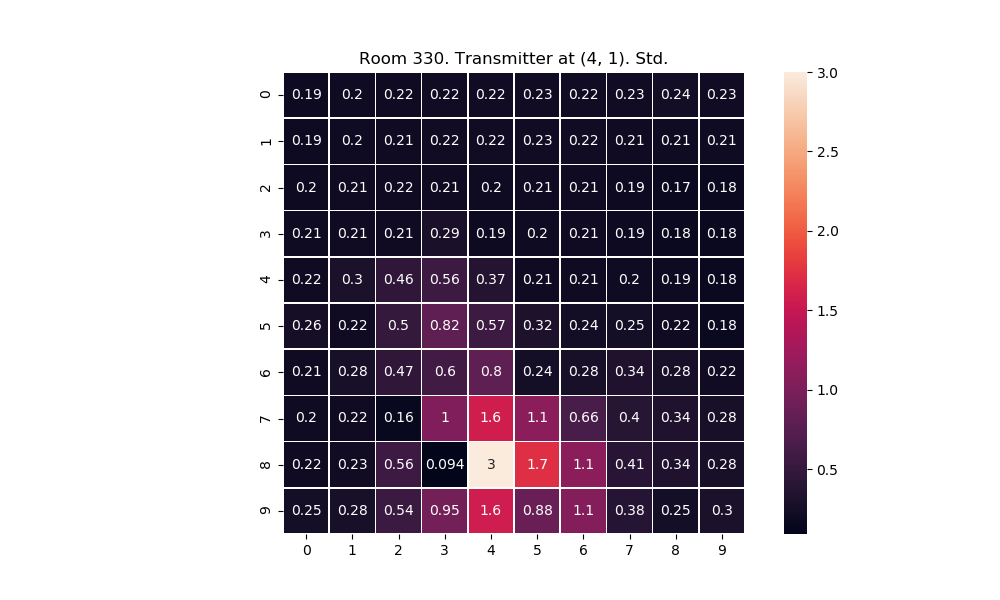 Room 330. Transmitter at (4, 1). Std.
0 0.19 0.2 0.22 0.22 0.22 0.23 0.22 0.23 0.24 0.23
1 0.19 0.2 0.21 0.22 0.22 0.23 0.22 0.21 0.21 0.21
2 0.2 0.21 0.22 0.21 0.2 0.21 0.21 0.19 0.17 0.18
3 0.21 0.21 0.21 0.29 0.19 0.2 0.21 0.19 0.18 0.18
4 0.22 0.3 0.46 0.56 0.37 0.21 0.21 0.2 0.19 0.18
5 0.26 0.22 0.5 0.82 0.57 0.32 0.24 0.25 0.22 0.18
6 0.21 0.28 0.47 0.6 0.8 0.24 0.28 0.34 0.28 0.22
7 0.2 0.22 0.16 1 1.6 1.1 0.66 0.4 0.34 0.28
8 0.22 0.23 0.56 0.094 3 1.7 1.1 0.41 0.34 0.28
9 0.25 0.28 0.54 0.95 1.6 0.88 1.1 0.38 0.25 0.3
0 1 2 3 4 5 6 7 8 9
3.0
2.5
2.0
1.5
1.0
0.5